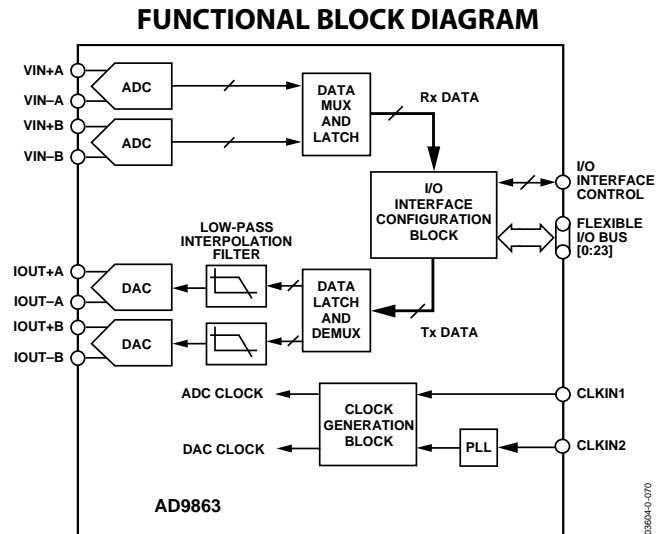 FUNCTIONAL BLOCK DIAGRAM
VIN+A
VIN–A
VIN+B
VIN–B
ADC
ADC
DATA
MUX
AND
LATCH
Rx DATA
I/O
INTERFACE
CONFIGURATION
BLOCK
I/O
INTERFACE
CONTROL
FLEXIBLE
I/O BUS
[0:23]
LOW-PASS
INTERPOLATION
FILTER
IOUT+A
IOUT–A
IOUT+B
IOUT–B
DAC
DAC
DATA
LATCH
AND
DEMUX
Tx DATA
ADC CLOCK
DAC CLOCK
CLOCK
GENERATION
BLOCK
PLL
CLKIN1
CLKIN2
AD9863
03604-0-070